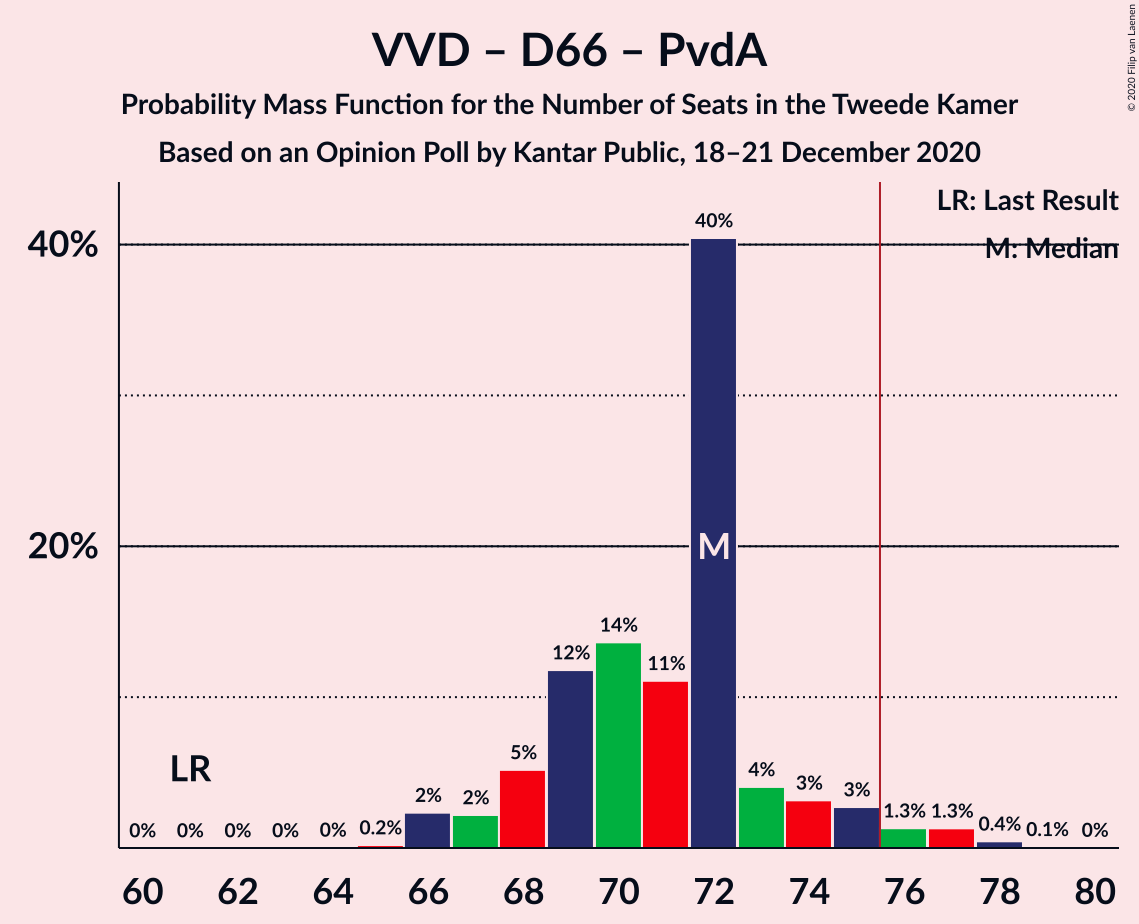 VVD – D66 – PvdA
Probability Mass Function for the Number of Seats in the Tweede Kamer
Based on an Opinion Poll by Kantar Public, 18–21 December 2020
© 2020 Filip van Laenen
LR: Last Result
M: Median
40%
20%
40%
M
14%
12%
11%
5%
4%
3%
3%
2%
2%
1.3%
1.3%
0.4%
0.1%
0%
0%
0%
0%
0%
0%
0.2%
LR
60 62 64 66 68 70 72 74 76 78 80